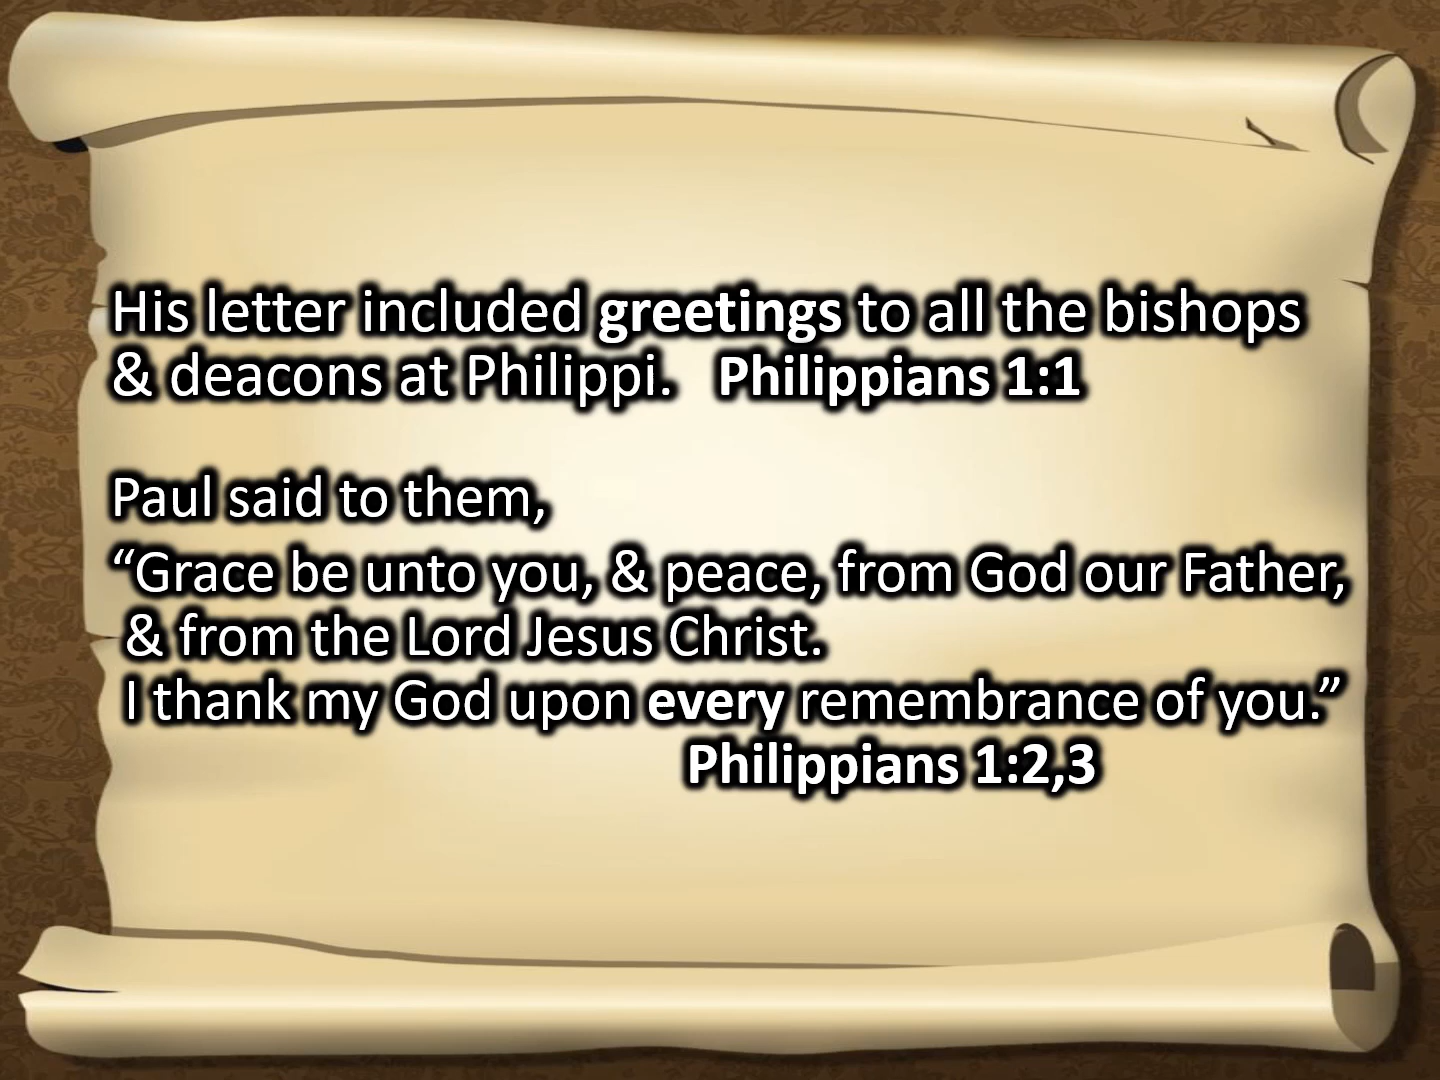 His letter included greetings to all the bishops
& deacons at Philippi. Philippians 1:1
Paul said to them,
“Grace be unto you, & peace, from God our Father,
& from the Lord Jesus Christ.
I thank my God upon every remembrance of you.”
Philippians 1:2,3